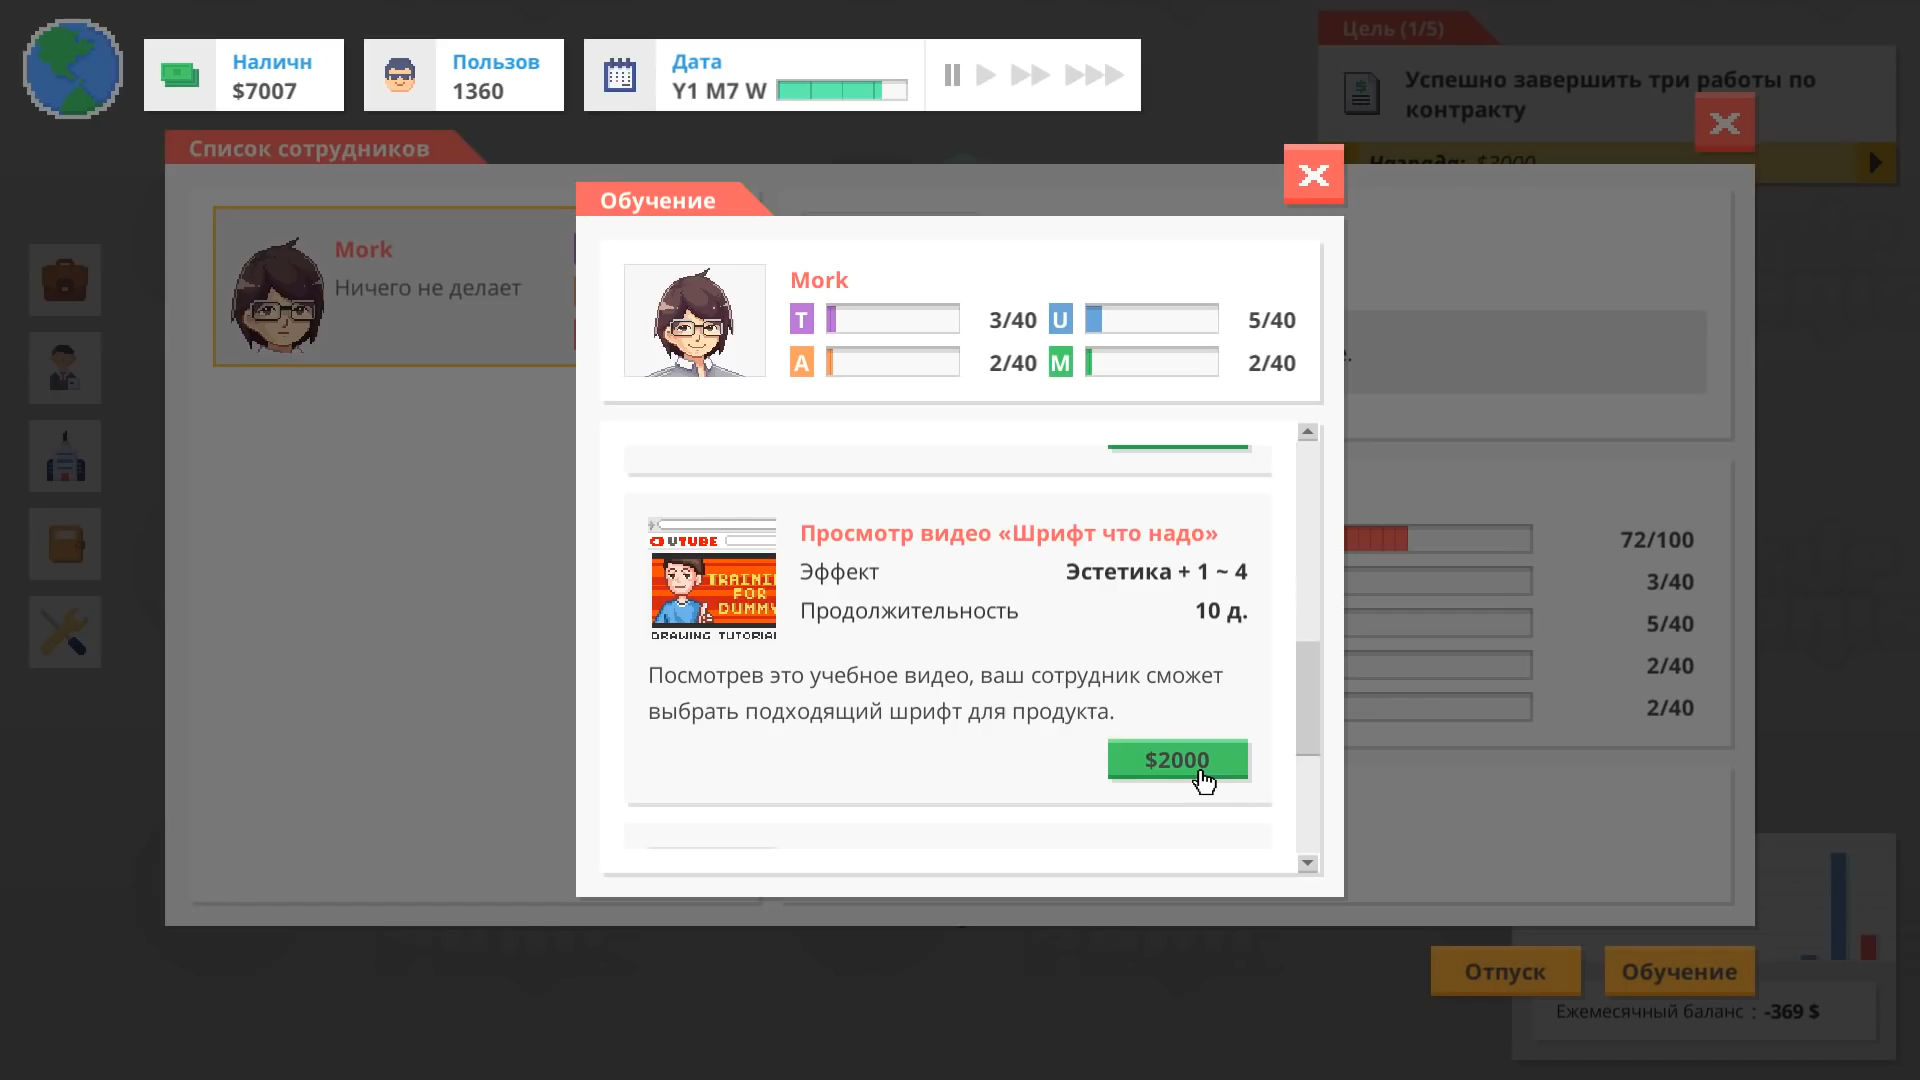 Наличн
$7007
Пользов
1360
Дата
Y1 M7 W
Цель (1/5)
Успешно завершить три работы по
контракту
Награда: $3000
Список сотрудников
Mork
Ничего не делает
Обучение
Mork
T 3/40 U 5/40
A 2/40 M 2/40
Просмотр видео «Шрифт что надо»
Эффект Эстетика + 1 ~ 4
Продолжительность 10 д.
UTUBE
TRAINI
FOR
DUMMY
DRAWING TUTORIAL
Посмотрев это учебное видео, ваш сотрудник сможет
выбрать подходящий шрифт для продукта.
$2000
72/100
3/40
5/40
2/40
2/40
Отпуск
Обучение
Ежемесячный баланс : -369 $